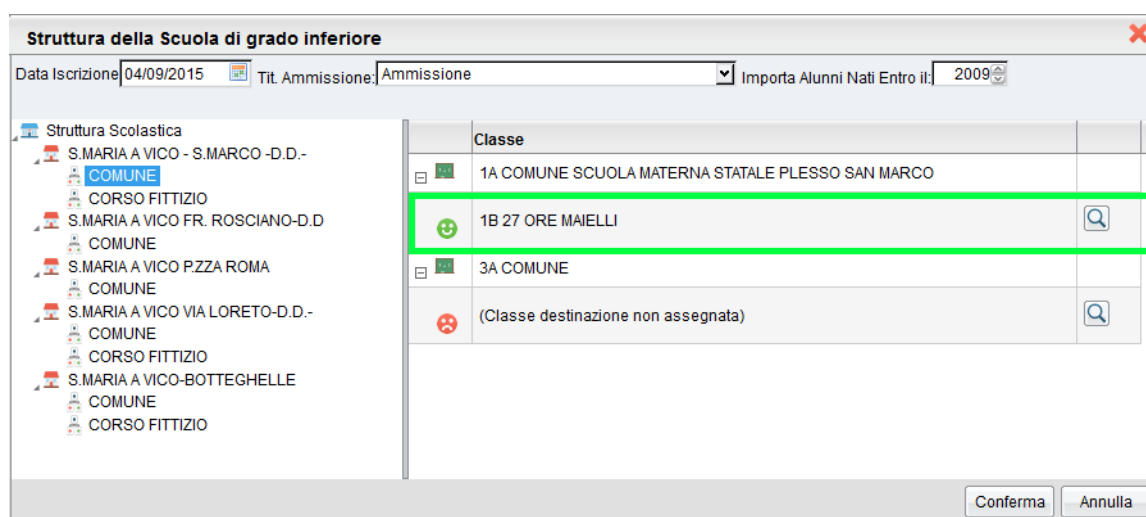 Struttura della Scuola di grado inferiore
Data Iscrizione 04/09/2015 Tit. Ammissione: Ammissione Importa Alunni Nati Entro il: 2009
Struttura Scolastica
S.MARIA A VICO - S.MARCO -D.D.-
COMUNE
CORSO FITTIZIO
S.MARIA A VICO FR. ROSCIANO-D.D
COMUNE
S.MARIA A VICO P.ZZA ROMA
COMUNE
S.MARIA A VICO VIA LORETO-D.D.-
COMUNE
CORSO FITTIZIO
S.MARIA A VICO-BOTTEGHELLE
COMUNE
CORSO FITTIZIO
Classe
1A COMUNE SCUOLA MATERNA STATALE PLESSO SAN MARCO
1B 27 ORE MAIELLI
3A COMUNE
(Classe destinazione non assegnata)
Conferma Annulla